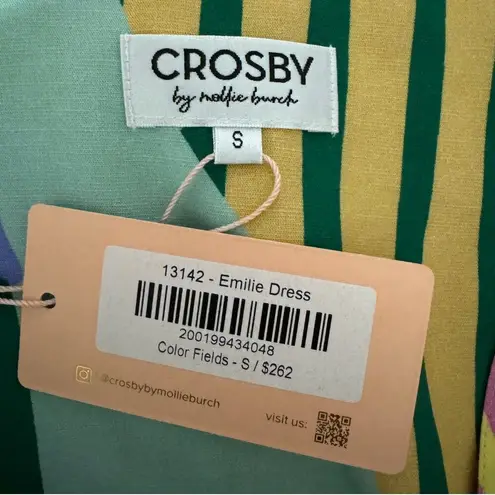 CROSBY
by mollie burch
S
13142 - Emilie Dress
200199434048
Color Fields - S / $262
@crosbybymollieburch
visit us: